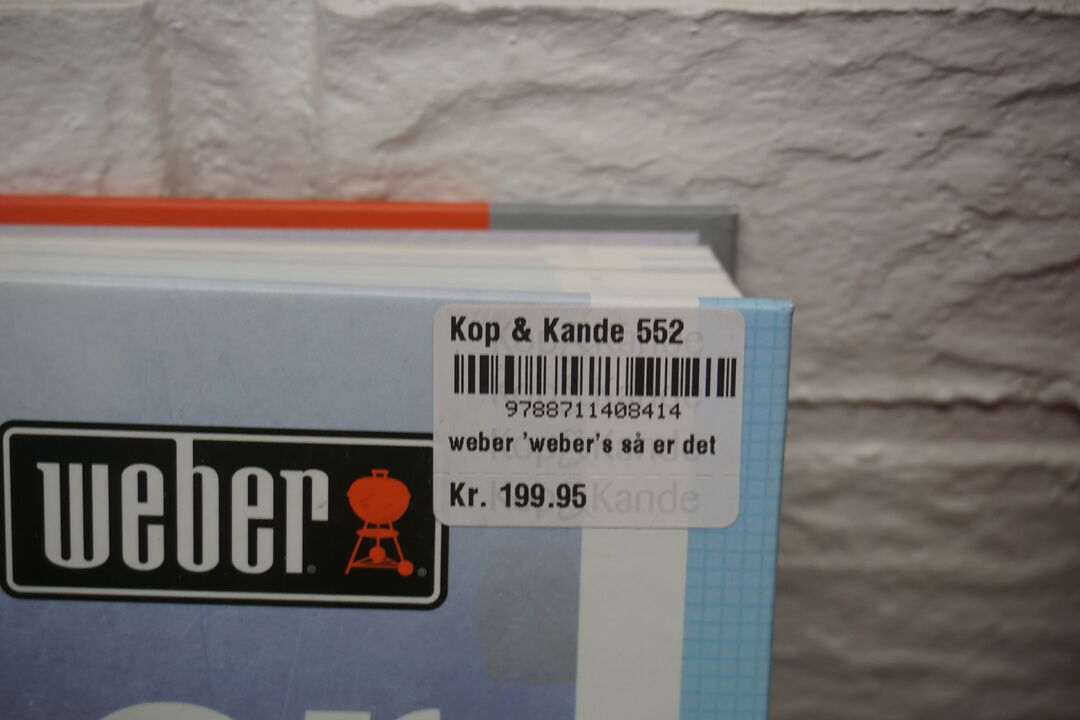 Kop & Kande 552
9788711408414
weber 'weber's så er det
Kr. 199.95
weber